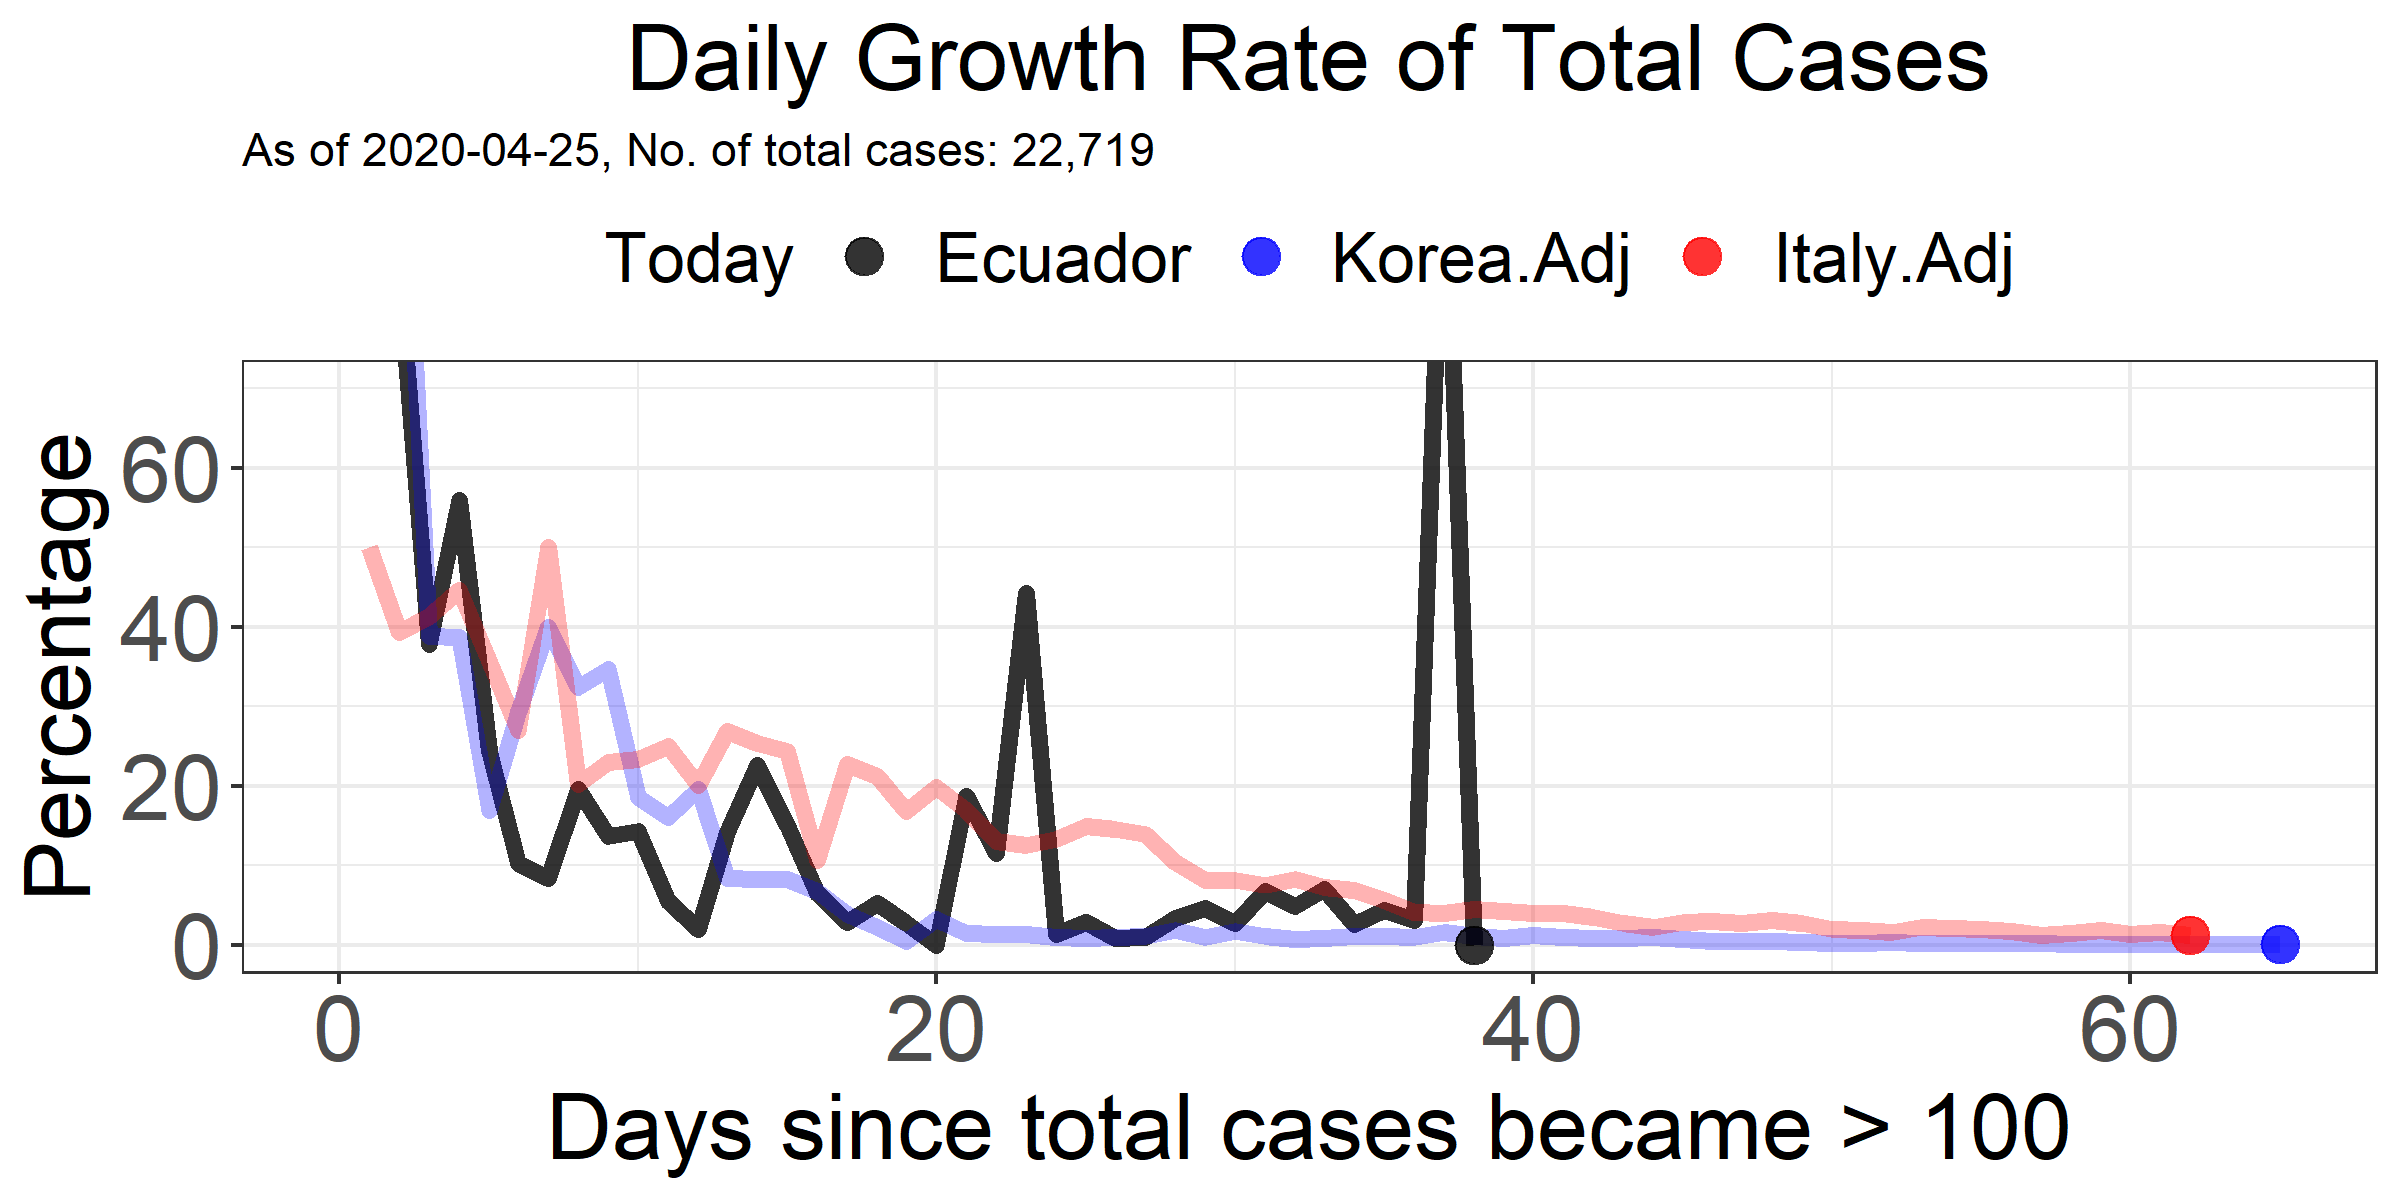 Daily Growth Rate of Total Cases
As of 2020-04-25, No. of total cases: 22,719
Today Ecuador Korea.Adj Italy.Adj
Percentage
60
40
20
0
0 20 40 60
Days since total cases became > 100